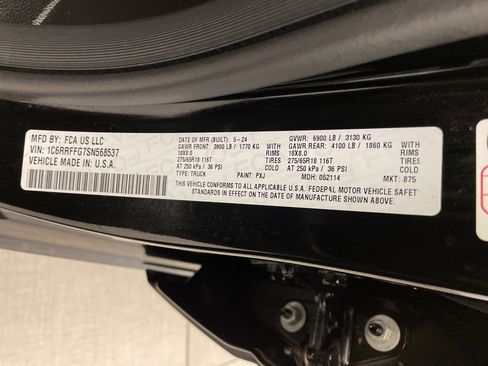 MFD BY: FCA US LLC
VIN: 1C6RRFFG7SN568537
VEHICLE MADE IN: U.S.A.
DATE OF MFR (BUILT): 5-24
GVWR: 6900 LB / 3130 KG
GAWR FRONT: 3900 LB / 1770 KG
GAWR REAR: 4100 LB / 1860 KG
18X8.0 RIMS 18X8.0 RIMS
275/65R18 116T TIRES 275/65R18 116T TIRES
AT 250 kPa / 36 PSI COLD AT 250 kPa / 36 PSI COLD
TYPE: TRUCK PAINT: PXJ MDH: 052114 MKT: 875
THIS VEHICLE CONFORMS TO ALL APPLICABLE U.S.A. FEDERAL MOTOR VEHICLE SAFETY
STANDARDS IN EFFECT ON THE DATE OF MANUFACTURE SHOWN ABOVE.